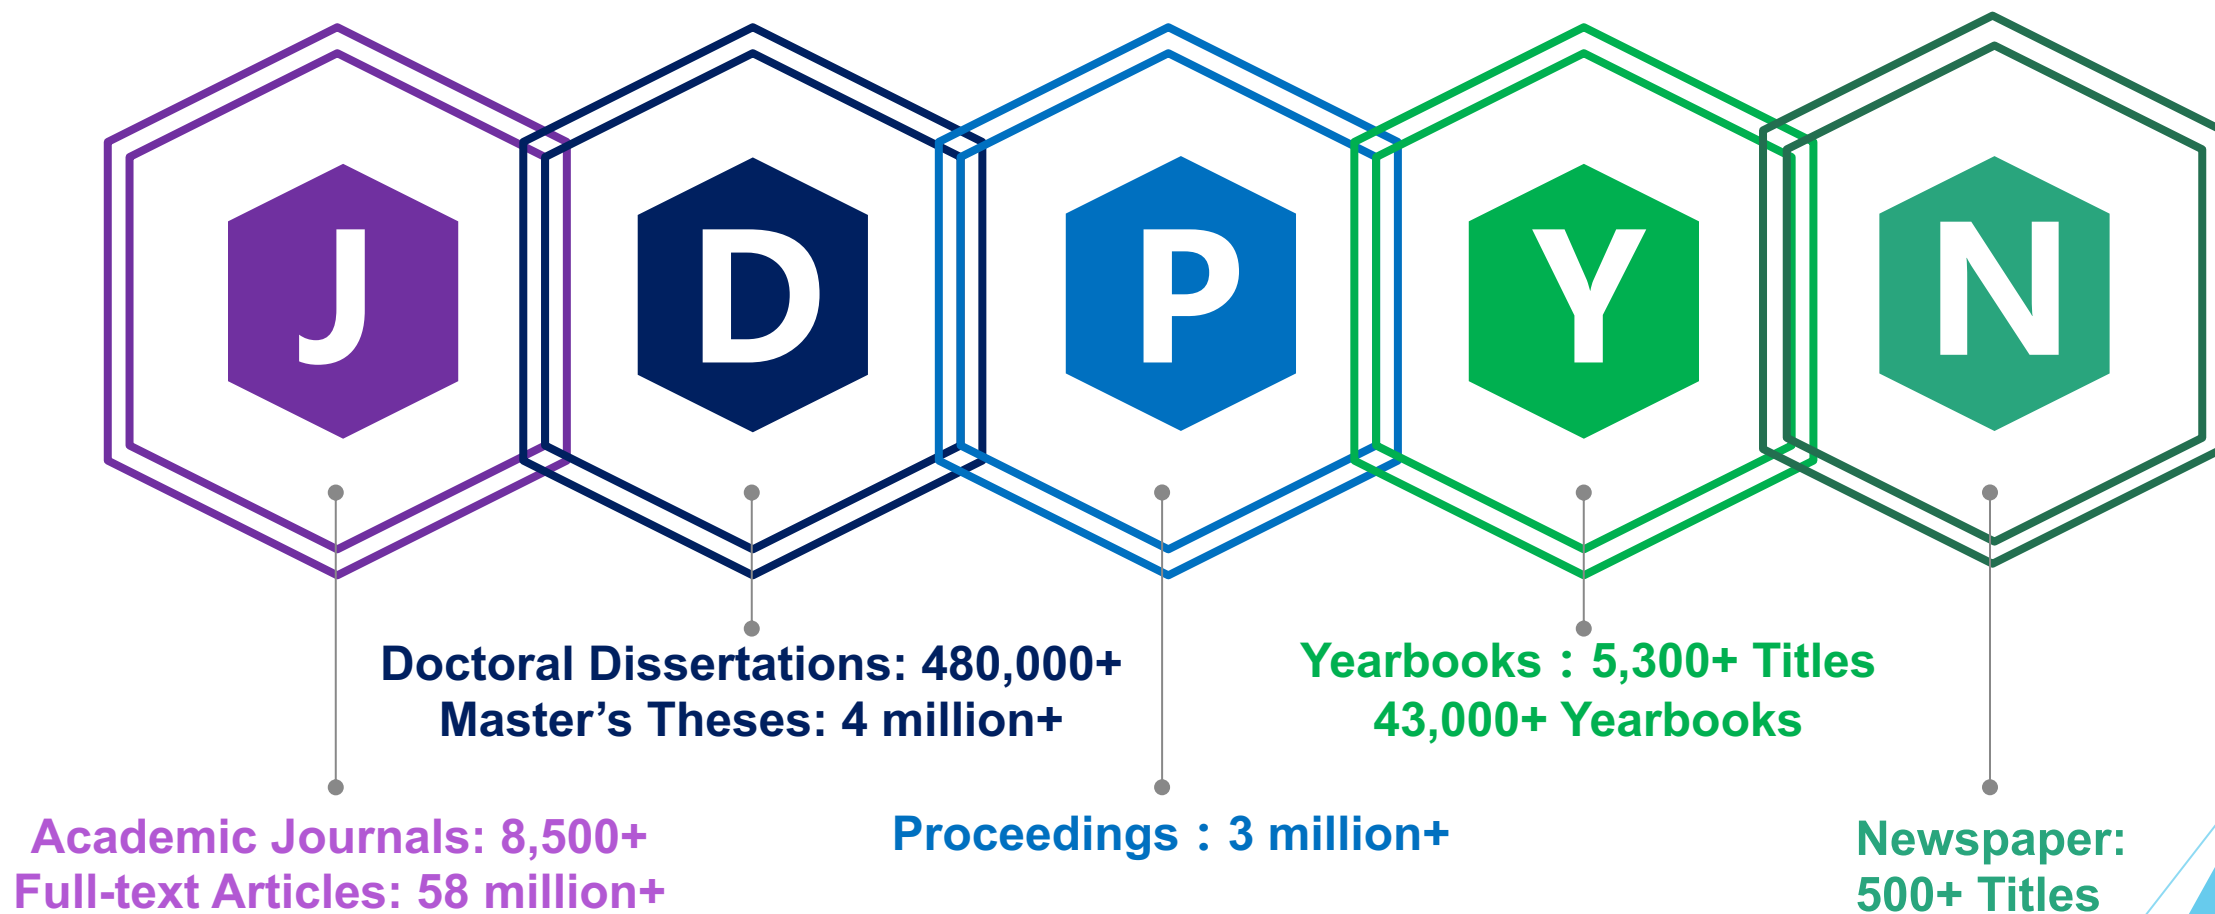 J
D
P
Y
N
Doctoral Dissertations: 480,000+
Master’s Theses: 4 million+
Yearbooks：5,300+ Titles
43,000+ Yearbooks
Academic Journals: 8,500+
Full-text Articles: 58 million+
Proceedings：3 million+
Newspaper:
500+ Titles